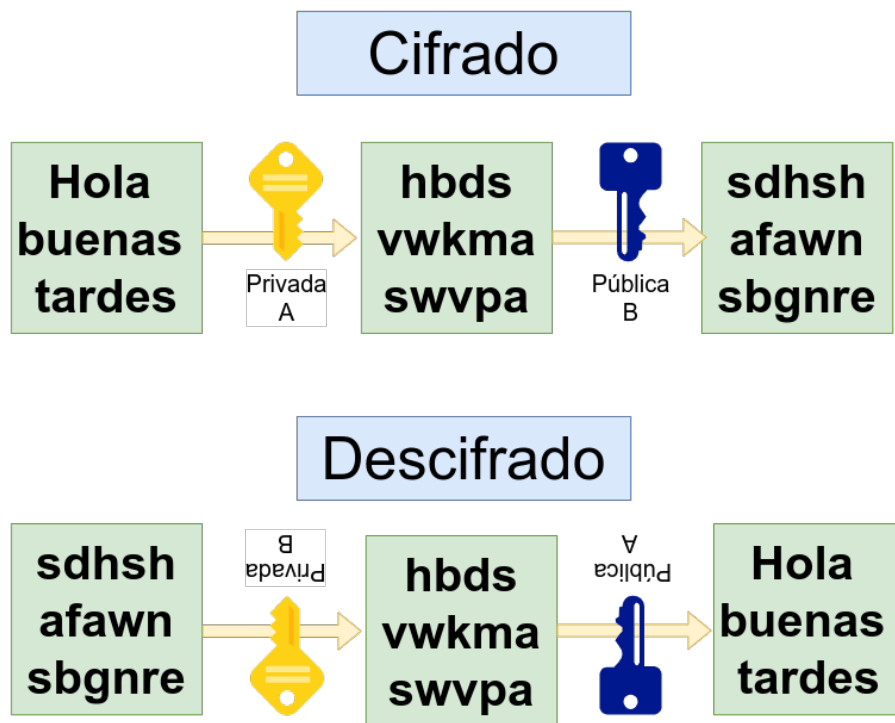 Cifrado
Hola
buenas
tardes
Privada
A
hbds
vwkma
swvpa
Pública
B
sdhsh
afawn
sbgnre
Descifrado
sdhsh
afawn
sbgnre
Privada
B
hbds
vwkma
swvpa
Pública
A
Hola
buenas
tardes